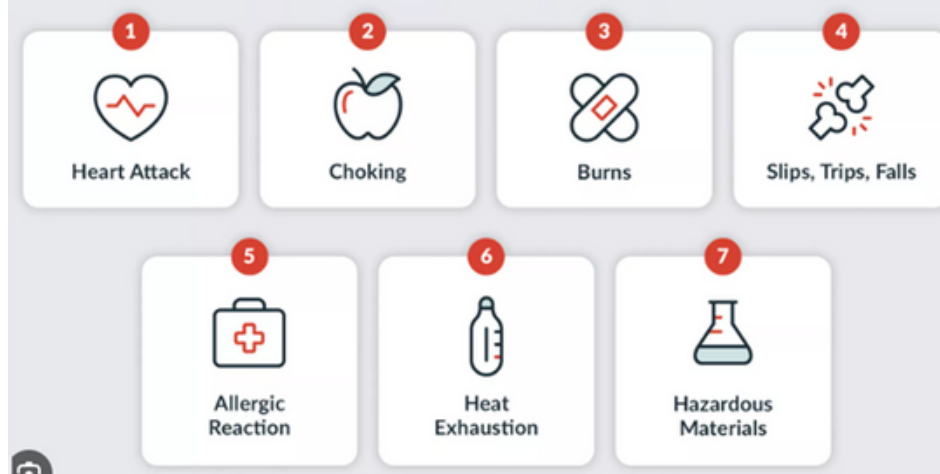 1
2
3
4
Heart Attack
Choking
Burns
Slips, Trips, Falls
5
6
7
Allergic
Reaction
Heat
Exhaustion
Hazardous
Materials